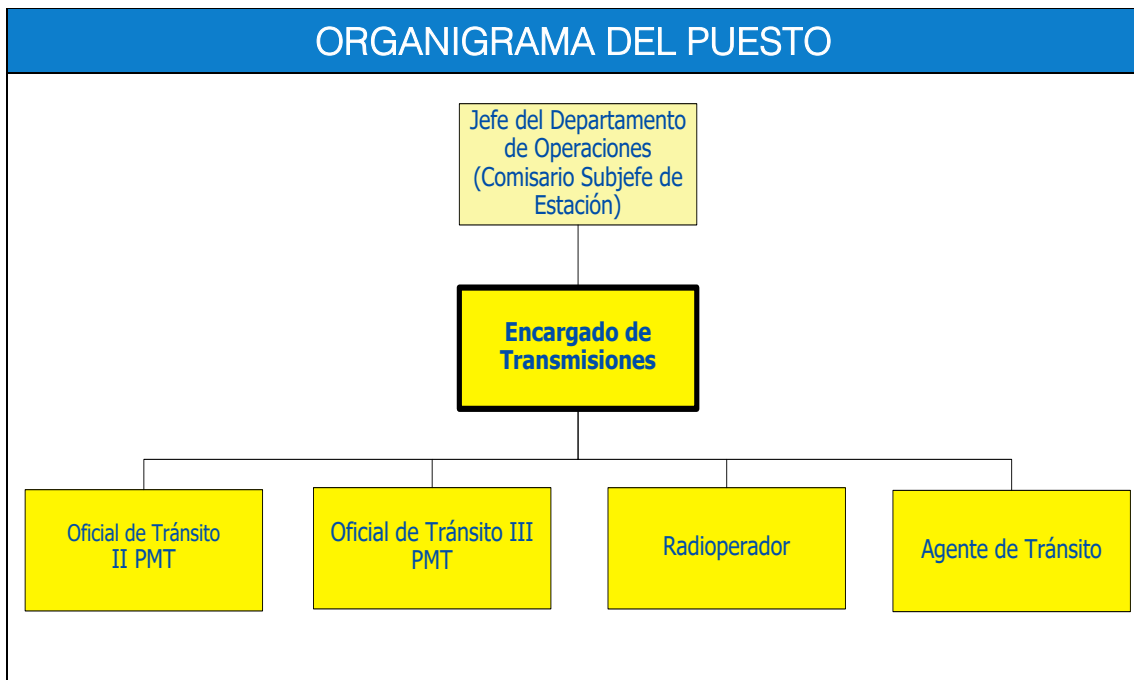 ORGANIGRAMA DEL PUESTO
Jefe del Departamento
de Operaciones
(Comisario Subjefe de
Estación)
Encargado de
Transmisiones
Oficial de Tránsito
II PMT
Oficial de Tránsito III
PMT
Radioperador
Agente de Tránsito